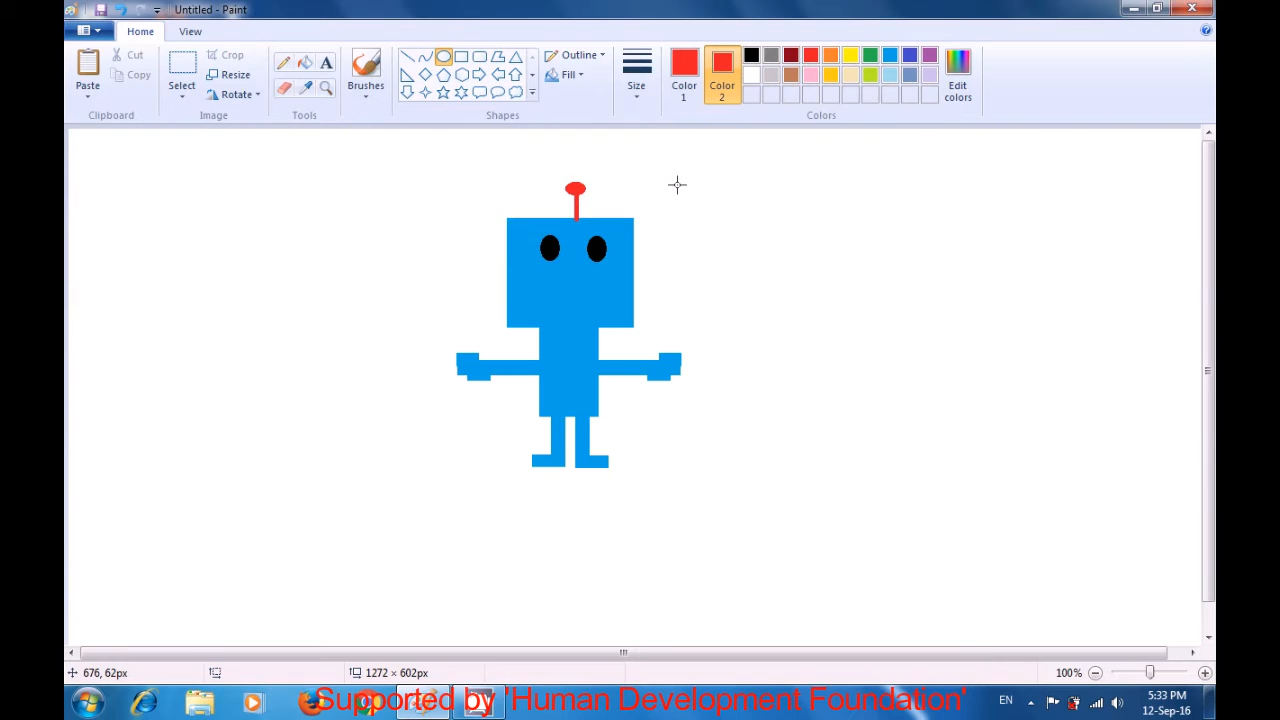 Untitled - Paint
Home View
Paste
Cut
Copy
Clipboard
Select
Crop
Resize
Rotate
Image
A
Tools
Brushes
Outline
Fill
Shapes
Size
Color 1
Color 2
Edit colors
Colors
676, 62px
1272 × 602px
100%
EN
5:33 PM
12-Sep-16
Supported by 'Human Development Foundation'